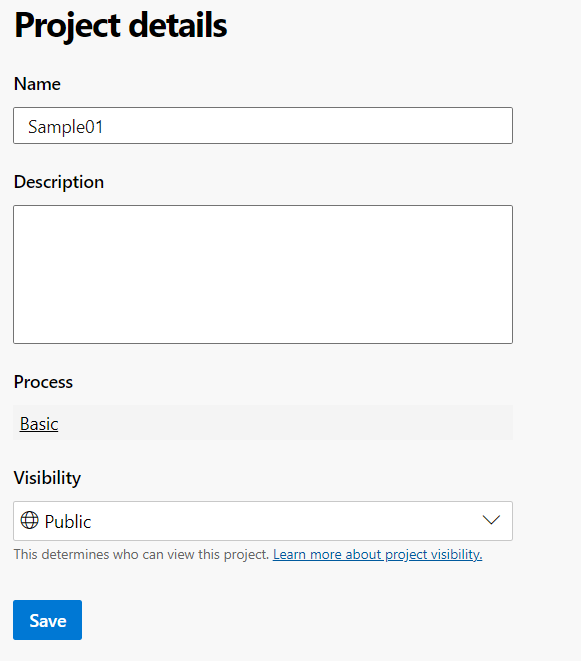 Project details
Name
Sample01
Description
Process
Basic
Visibility
Public
This determines who can view this project. Learn more about project visibility.
Save